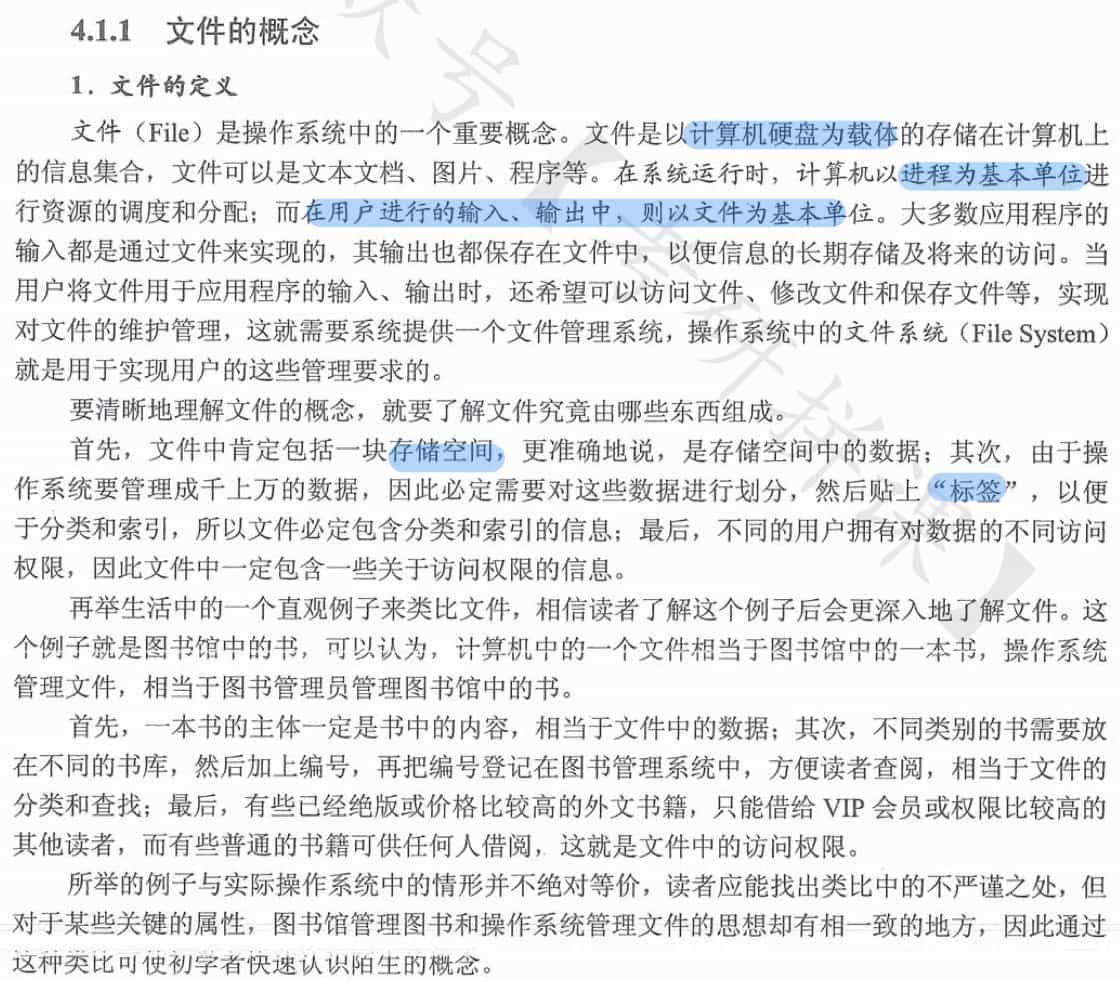 4.1.1 文件的概念
1．文件的定义
文件（File）是操作系统中的一个重要概念。文件是以计算机硬盘为载体的存储在计算机上
的信息集合，文件可以是文本文档、图片、程序等。在系统运行时，计算机以进程为基本单位进
行资源的调度和分配；而在用户进行的输入、输出中，则以文件为基本单位。大多数应用程序的
输入都是通过文件来实现的，其输出也都保存在文件中，以便信息的长期存储及将来的访问。当
用户将文件用于应用程序的输入、输出时，还希望可以访问文件、修改文件和保存文件等，实现
对文件的维护管理，这就需要系统提供一个文件管理系统，操作系统中的文件系统（File System）
就是用于实现用户的这些管理要求的。
要清晰地理解文件的概念，就要了解文件究竟由哪些东西组成。
首先，文件中肯定包括一块存储空间，更准确地说，是存储空间中的数据；其次，由于操
作系统要管理成千上万的数据，因此必定需要对这些数据进行划分，然后贴上“标签”，以便
于分类和索引，所以文件必定包含分类和索引的信息；最后，不同的用户拥有对数据的不同访问
权限，因此文件中一定包含一些关于访问权限的信息。
再举生活中的一个直观例子来类比文件，相信读者了解这个例子后会更深入地了解文件。这
个例子就是图书馆中的书，可以认为，计算机中的一个文件相当于图书馆中的一本书，操作系统
管理文件，相当于图书管理员管理图书馆中的书。
首先，一本书的主体一定是书中的内容，相当于文件中的数据；其次，不同类别的书需要放
在不同的书库，然后加上编号，再把编号登记在图书管理系统中，方便读者查阅，相当于文件的
分类和查找；最后，有些已经绝版或价格比较高的外文书籍，只能借给 VIP 会员或权限比较高的
其他读者，而有些普通的书籍可供任何人借阅，这就是文件中的访问权限。
所举的例子与实际操作系统中的情形并不绝对等价，读者应能找出类比中的不严谨之处，但
对于某些关键的属性，图书馆管理图书和操作系统管理文件的思想却有相一致的地方，因此通过
这种类比可使初学者快速认识陌生的概念。